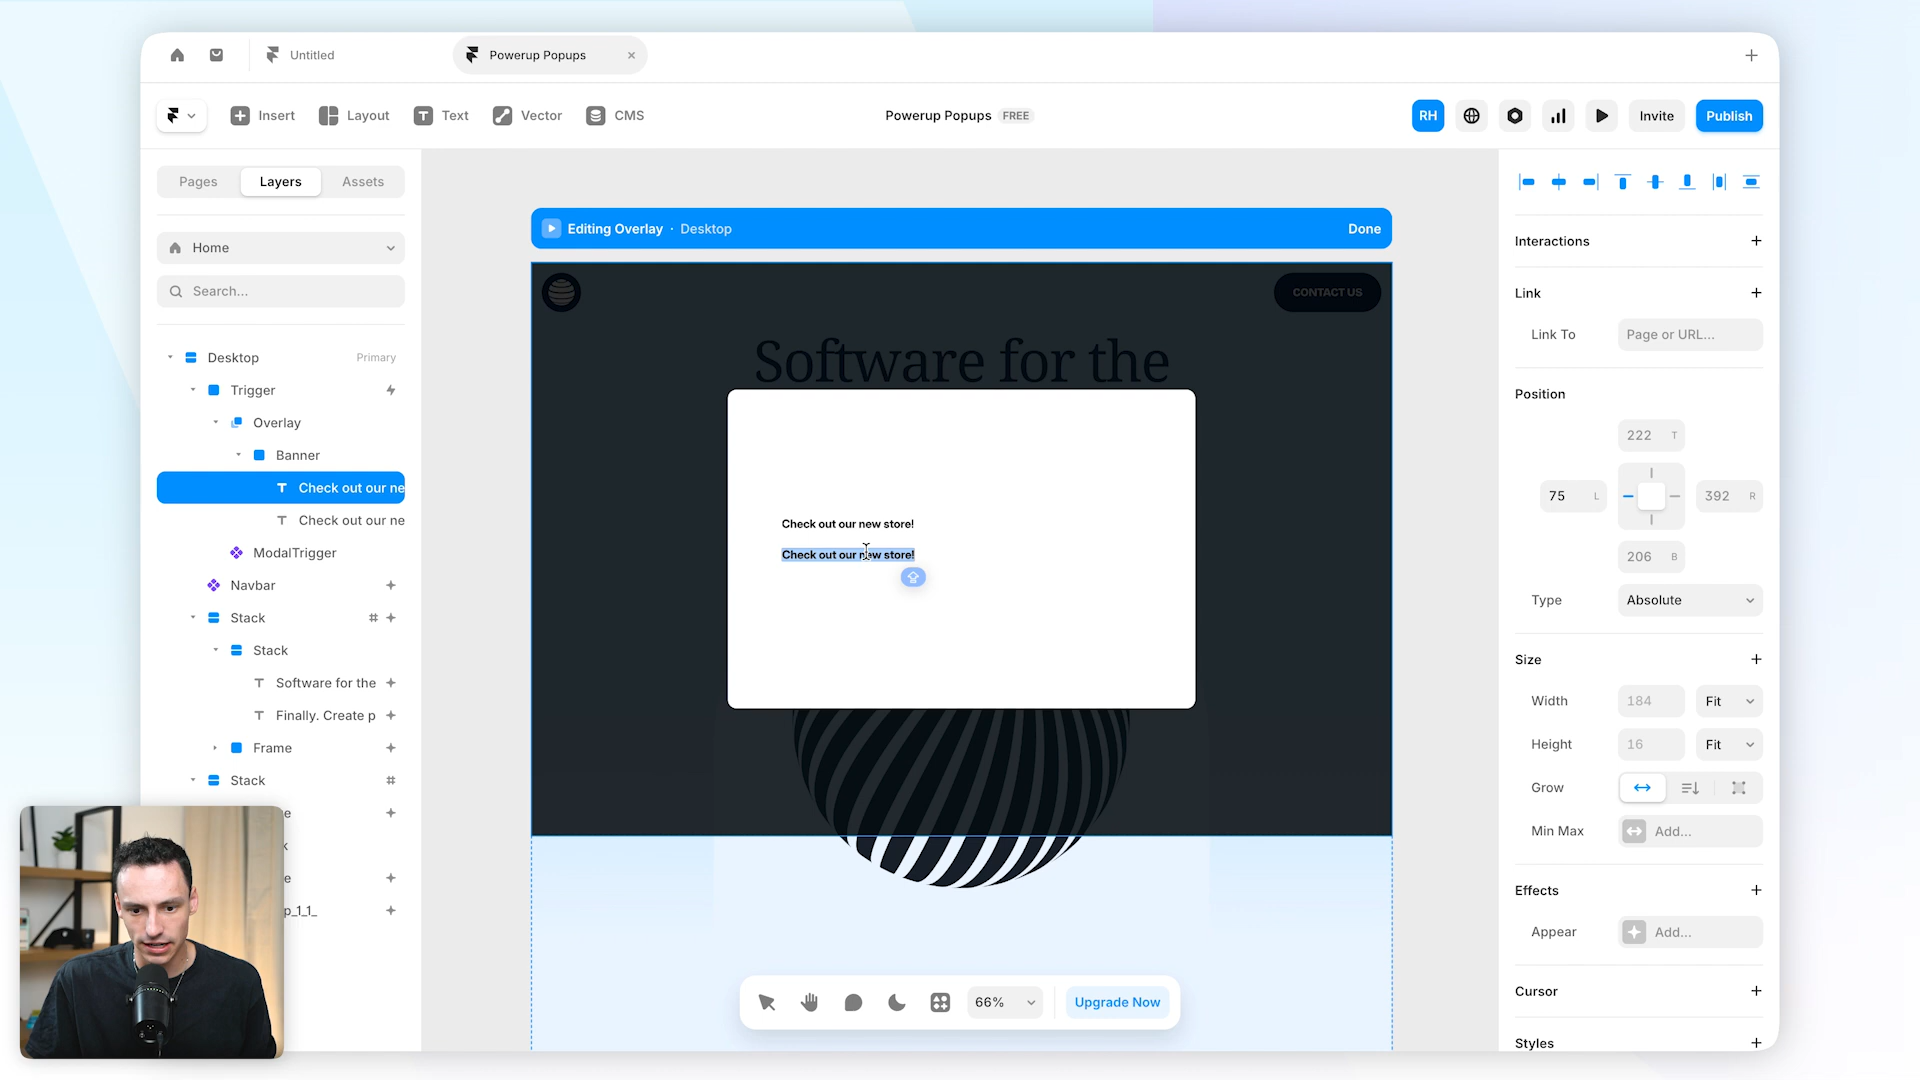 Untitled
Powerup Popups
Insert
Layout
Text
Vector
CMS
Powerup Popups FREE
RH
Invite
Publish
Pages
Layers
Assets
Home
Search...
Desktop Primary
Trigger
Overlay
Banner
Check out our ne
Check out our ne
ModalTrigger
Navbar
Stack
Stack
Software for the
Finally. Create p
Frame
Stack
e
k
e
p_1_1_
Editing Overlay · Desktop
Done
CONTACT US
Software for the
Check out our new store!
Check out our new store!
66%
Upgrade Now
Interactions
Link
Link To Page or URL...
Position
222 T
75 L
392 R
206 B
Type Absolute
Size
Width 184 Fit
Height 16 Fit
Grow
Min Max Add...
Effects
Appear Add...
Cursor
Styles